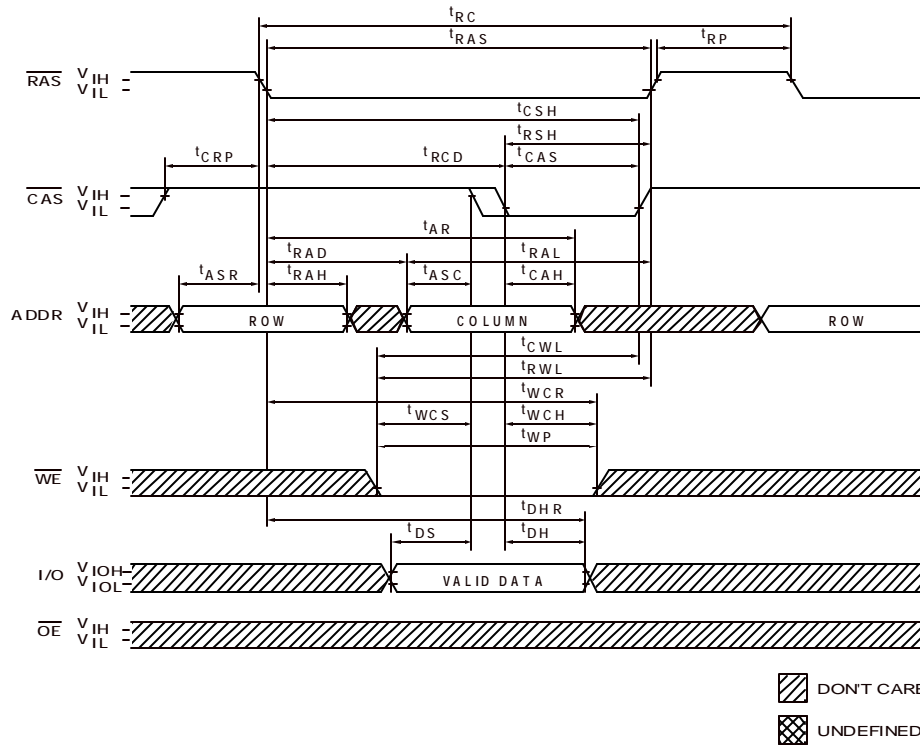 tRC
tRAS tRP
RAS VIH
VIL
tCSH
tRSH
tCRP tRCD tCAS
CAS VIH
VIL
tAR
tRAD tRAL
tASR tRAH tASC tCAH
ADDR VIH
VIL
ROW COLUMN ROW
tCWL
tRWL
tWCR
tWCS tWCH
tWP
WE VIH
VIL
tDHR
tDS tDH
I/O VIOH
VIOL
VALID DATA
OE VIH
VIL
DON'T CARE
UNDEFINED